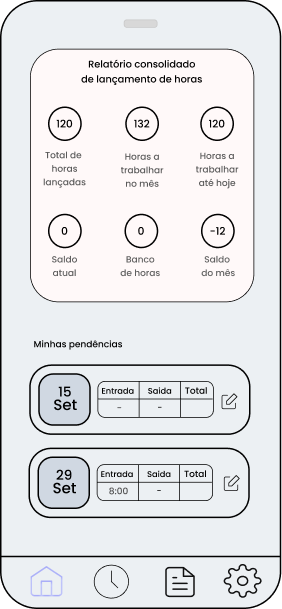 Relatório consolidado
de lançamento de horas
120 132 120
Total de Horas a Horas a
horas trabalhar trabalhar
lançadas no mês até hoje
0 0 -12
Saldo Banco Saldo
atual de horas do mês
Minhas pendências
15 Entrada Saida Total
Set - -
29 Entrada Saida Total
Set 8:00 -